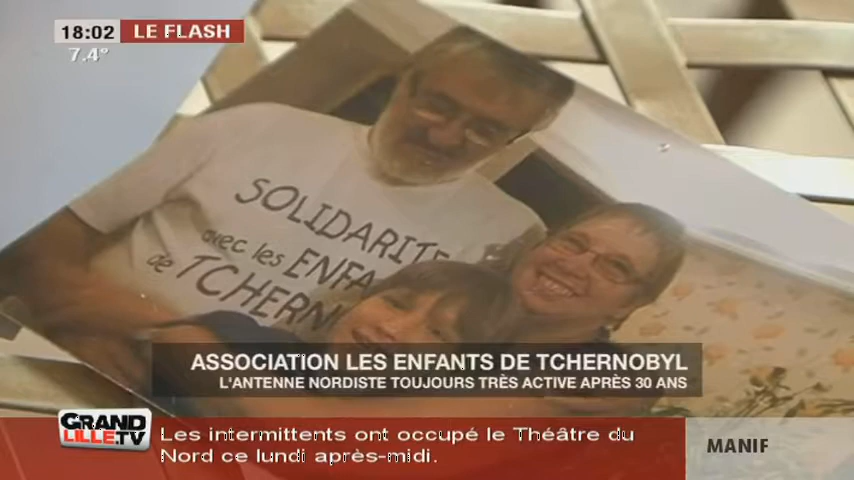 18:02 LE FLASH
7.4°
SOLIDARITE
avec les ENFA
de TCHERN
ASSOCIATION LES ENFANTS DE TCHERNOBYL
L'ANTENNE NORDISTE TOUJOURS TRÈS ACTIVE APRÈS 30 ANS
GRAND
LILLE.TV
Les intermittents ont occupé le Théâtre du
Nord ce lundi après-midi.
MANIF